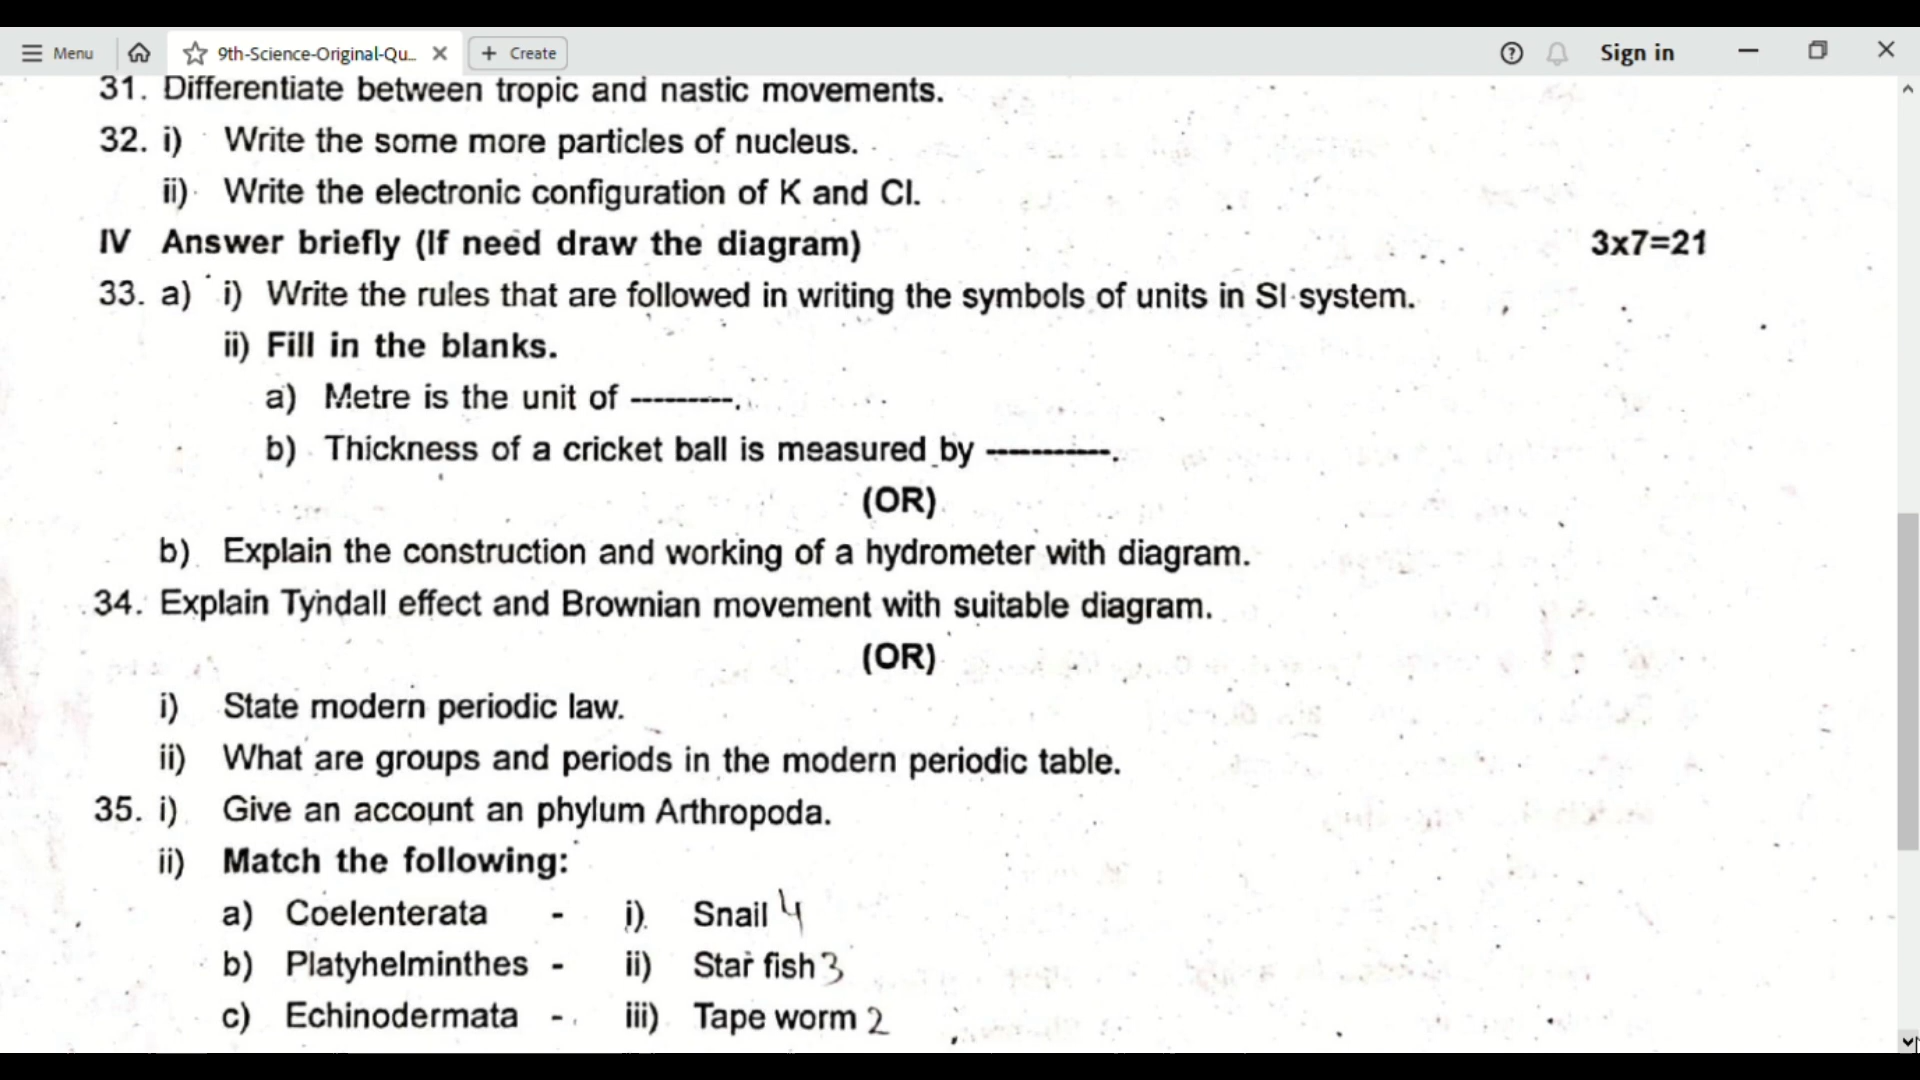 Menu 9th-Science-Original-Qu... Create Sign in
31. Differentiate between tropic and nastic movements.
32. i) Write the some more particles of nucleus.
ii) Write the electronic configuration of K and Cl.
IV Answer briefly (If need draw the diagram) 3x7=21
33. a) i) Write the rules that are followed in writing the symbols of units in SI system.
ii) Fill in the blanks.
a) Metre is the unit of ---------.
b) Thickness of a cricket ball is measured by -----------.
(OR)
b) Explain the construction and working of a hydrometer with diagram.
34. Explain Tyndall effect and Brownian movement with suitable diagram.
(OR)
i) State modern periodic law.
ii) What are groups and periods in the modern periodic table.
35. i) Give an account an phylum Arthropoda.
ii) Match the following:
a) Coelenterata - i) Snail 4
b) Platyhelminthes - ii) Star fish 3
c) Echinodermata - iii) Tape worm 2